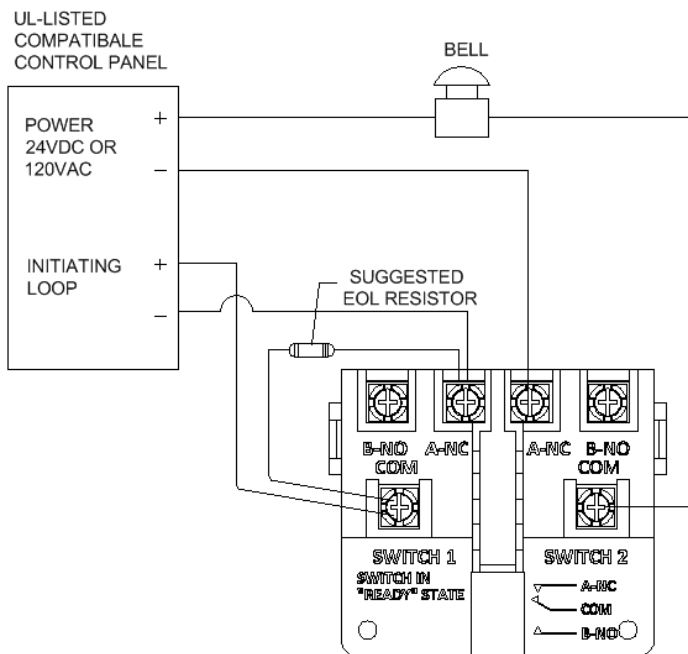 UL-LISTED
COMPATIBALE
CONTROL PANEL
BELL
POWER
24VDC OR
120VAC
+
−
INITIATING
LOOP
+
−
SUGGESTED
EOL RESISTOR
B-NO A-NC A-NC B-NO
COM COM
SWITCH 1 SWITCH 2
SWITCH IN
"READY" STATE
A-NC
COM
B-NO